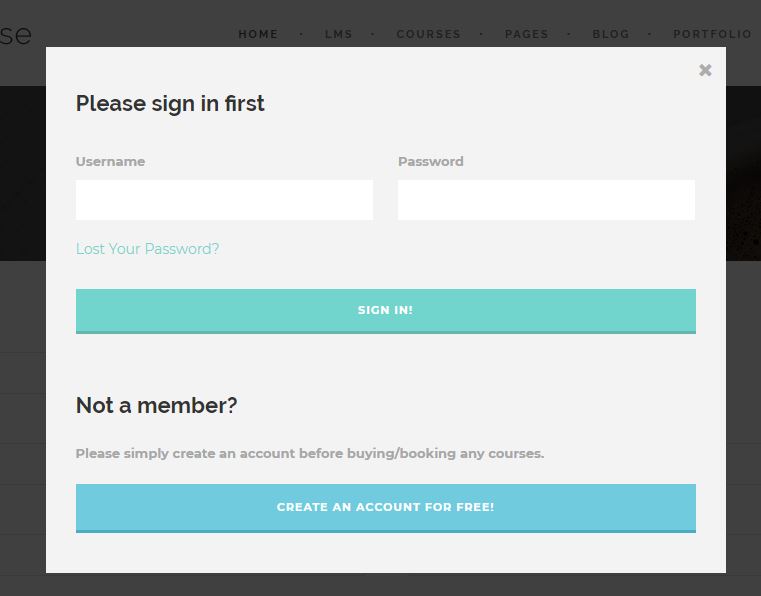 se
HOME · LMS · COURSES · PAGES · BLOG · PORTFOLIO
Please sign in first
Username Password
Lost Your Password?
SIGN IN!
Not a member?
Please simply create an account before buying/booking any courses.
CREATE AN ACCOUNT FOR FREE!